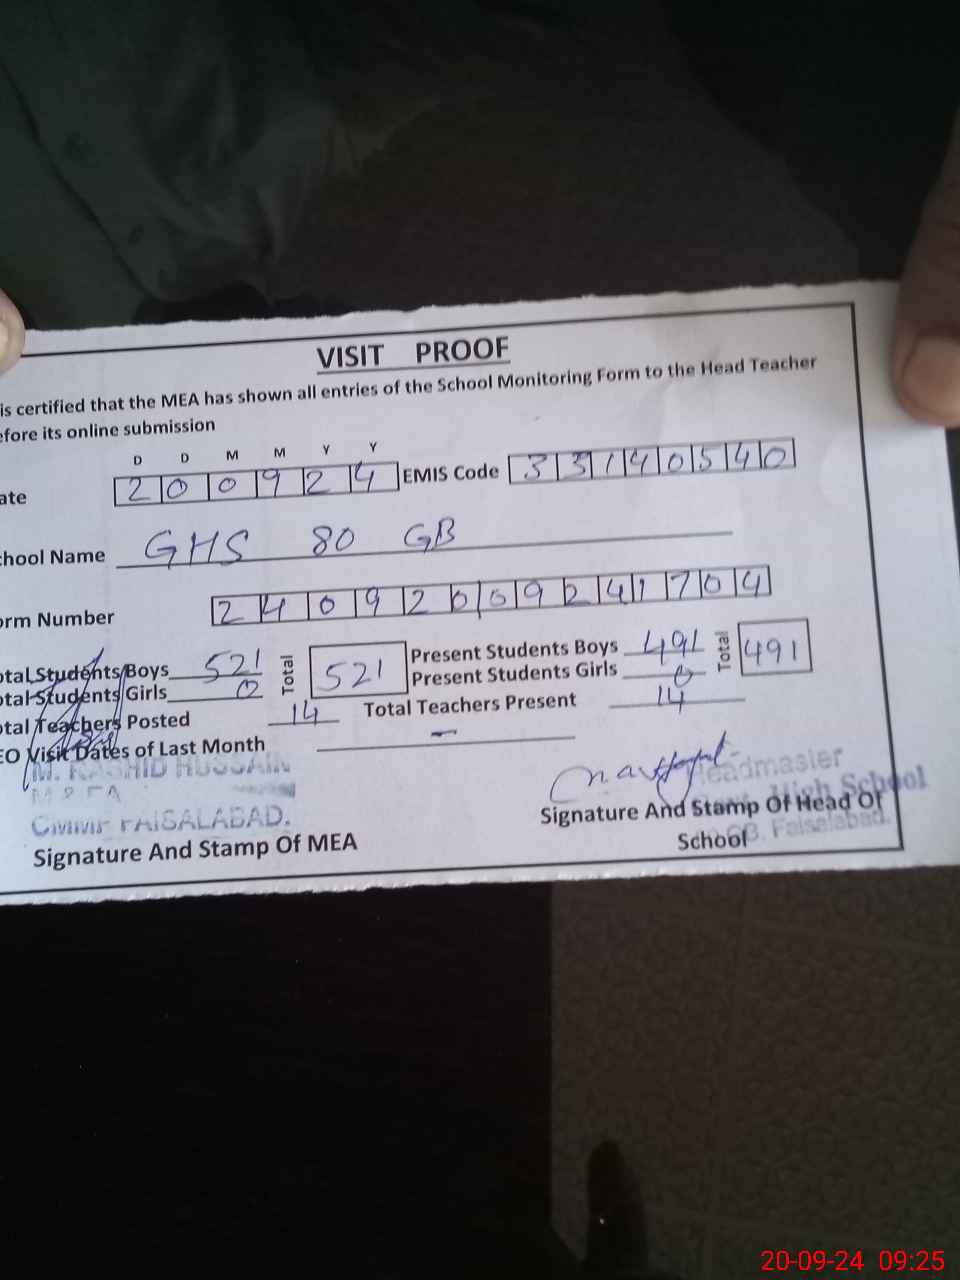 VISIT PROOF
is certified that the MEA has shown all entries of the School Monitoring Form to the Head Teacher
efore its online submission
D D M M Y Y
ate 2 0 0 9 2 4 EMIS Code 3 3 1 4 0 5 4 0
chool Name GHS 80 GB
orm Number 2 4 0 9 2 0 0 9 2 4 1 7 0 4
otal Students Boys 521 Total 521 Present Students Boys 491 Total 491
otal Students Girls 0 Present Students Girls 0
otal Teachers Posted 14 Total Teachers Present 14
EO Visit Dates of Last Month -
M. RASHID HUSSAIN
MEA
FAISALABAD.
Signature And Stamp Of MEA
Headmaster
High School
GB. Faisalabad.
Signature And Stamp Of Head Of
School
20-09-24 09:25